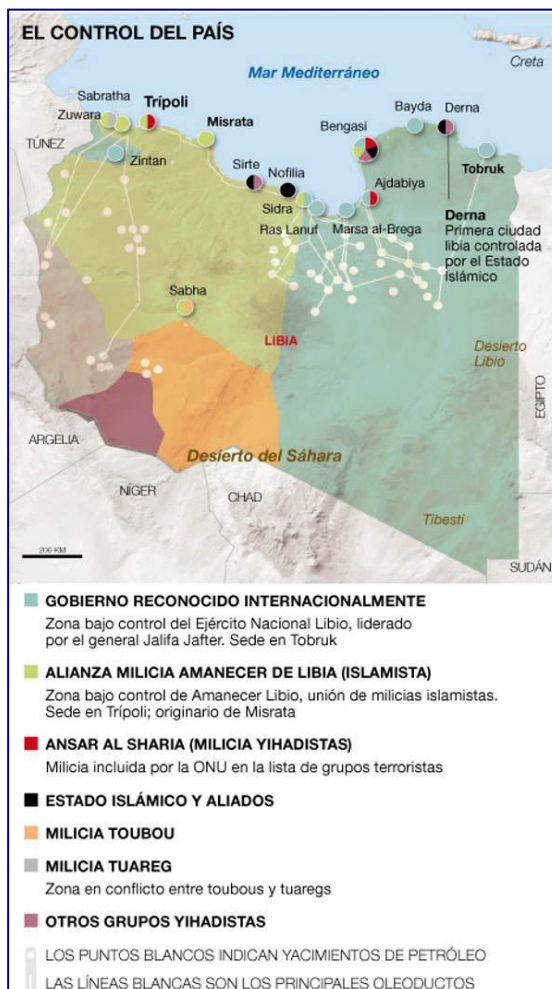 EL CONTROL DEL PAÍS
Creta
Mar Mediterráneo
Sabratha
Trípoli
Zuwara
Misrata
Bayda
Derna
Bengasi
TÚNEZ
Zintan
Sirte
Nofilia
Tobruk
Ajdabiya
Sidra
Ras Lanuf
Marsa al-Brega
Derna
Primera ciudad
libia controlada
por el Estado
Islámico
Sabha
LIBIA
Desierto
Libio
EGIPTO
ARGELIA
Desierto del Sáhara
NÍGER
CHAD
Tibesti
200 KM
SUDÁN
GOBIERNO RECONOCIDO INTERNACIONALMENTE
Zona bajo control del Ejército Nacional Libio, liderado
por el general Jalifa Jafter. Sede en Tobruk
ALIANZA MILICIA AMANECER DE LIBIA (ISLAMISTA)
Zona bajo control de Amanecer Libio, unión de milicias islamistas.
Sede en Trípoli; originario de Misrata
ANSAR AL SHARIA (MILICIA YIHADISTAS)
Milicia incluida por la ONU en la lista de grupos terroristas
ESTADO ISLÁMICO Y ALIADOS
MILICIA TOUBOU
MILICIA TUAREG
Zona en conflicto entre toubous y tuaregs
OTROS GRUPOS YIHADISTAS
LOS PUNTOS BLANCOS INDICAN YACIMIENTOS DE PETRÓLEO
LAS LÍNEAS BLANCAS SON LOS PRINCIPALES OLEODUCTOS